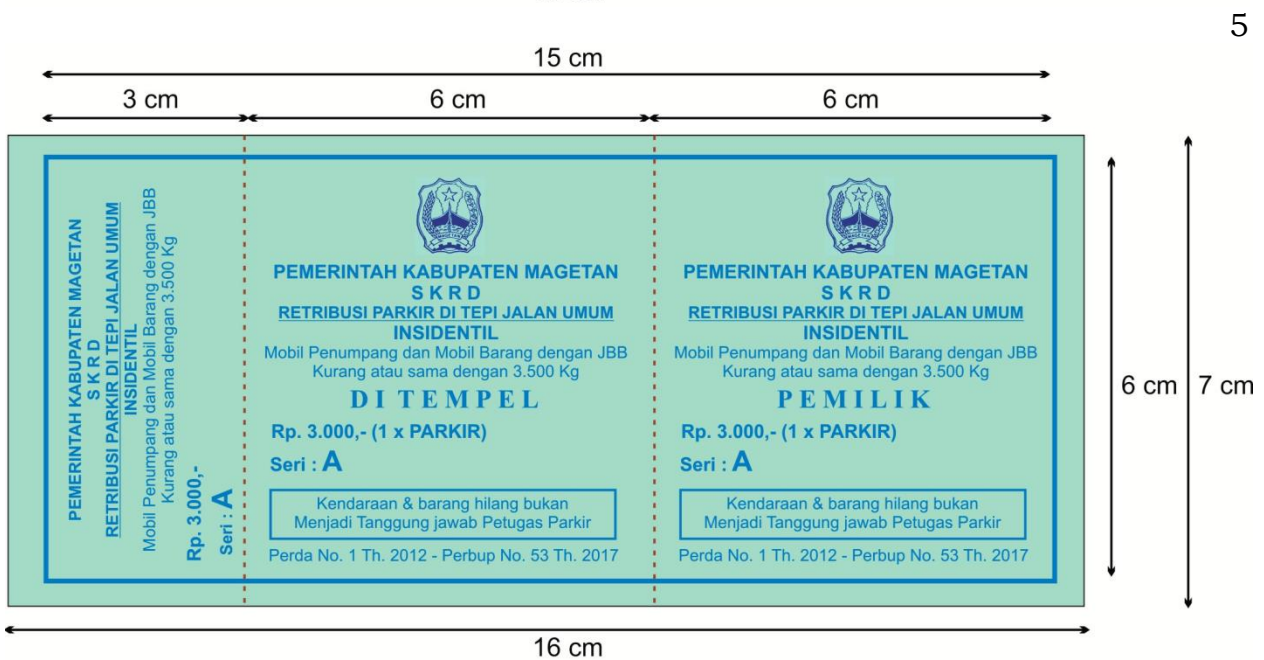 5
15 cm
3 cm
6 cm
6 cm
PEMERINTAH KABUPATEN MAGETAN
S K R D
RETRIBUSI PARKIR DI TEPI JALAN UMUM
INSIDENTIL
Mobil Penumpang dan Mobil Barang dengan JBB
Kurang atau sama dengan 3.500 Kg
Rp. 3.000,-
Seri : A
PEMERINTAH KABUPATEN MAGETAN
S K R D
RETRIBUSI PARKIR DI TEPI JALAN UMUM
INSIDENTIL
Mobil Penumpang dan Mobil Barang dengan JBB
Kurang atau sama dengan 3.500 Kg
DI TEMPEL
Rp. 3.000,- (1 x PARKIR)
Seri : A
Kendaraan & barang hilang bukan
Menjadi Tanggung jawab Petugas Parkir
Perda No. 1 Th. 2012 - Perbup No. 53 Th. 2017
PEMERINTAH KABUPATEN MAGETAN
S K R D
RETRIBUSI PARKIR DI TEPI JALAN UMUM
INSIDENTIL
Mobil Penumpang dan Mobil Barang dengan JBB
Kurang atau sama dengan 3.500 Kg
PEMILIK
Rp. 3.000,- (1 x PARKIR)
Seri : A
Kendaraan & barang hilang bukan
Menjadi Tanggung jawab Petugas Parkir
Perda No. 1 Th. 2012 - Perbup No. 53 Th. 2017
6 cm
7 cm
16 cm